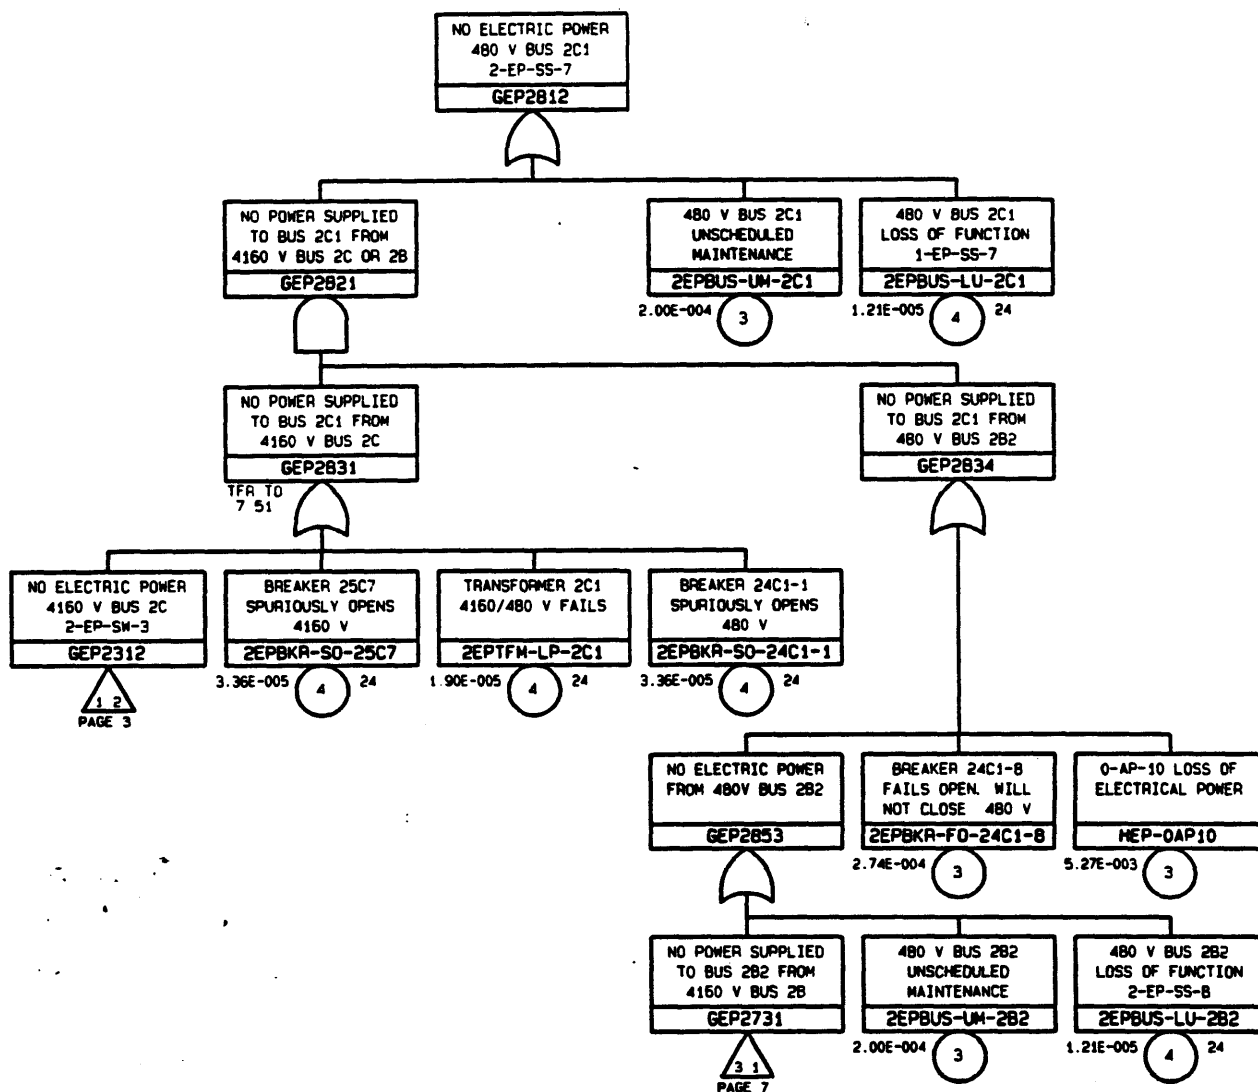 NO ELECTRIC POWER
480 V BUS 2C1
2-EP-SS-7
GEP2812
NO POWER SUPPLIED
TO BUS 2C1 FROM
4160 V BUS 2C OR 2B
GEP2821
480 V BUS 2C1
UNSCHEDULED
MAINTENANCE
2EPBUS-UM-2C1
2.00E-004
3
480 V BUS 2C1
LOSS OF FUNCTION
1-EP-SS-7
2EPBUS-LU-2C1
1.21E-005
4
24
NO POWER SUPPLIED
TO BUS 2C1 FROM
4160 V BUS 2C
GEP2831
TFR TO
7 51
NO POWER SUPPLIED
TO BUS 2C1 FROM
480 V BUS 2B2
GEP2834
NO ELECTRIC POWER
4160 V BUS 2C
2-EP-SW-3
GEP2312
1 2
PAGE 3
BREAKER 25C7
SPURIOUSLY OPENS
4160 V
2EPBKR-SO-25C7
3.36E-005
4
24
TRANSFORMER 2C1
4160/480 V FAILS
2EPTFM-LP-2C1
1.90E-005
4
24
BREAKER 24C1-1
SPURIOUSLY OPENS
480 V
2EPBKR-SO-24C1-1
3.36E-005
4
24
NO ELECTRIC POWER
FROM 480V BUS 2B2
GEP2853
BREAKER 24C1-8
FAILS OPEN. WILL
NOT CLOSE 480 V
2EPBKR-FO-24C1-8
2.74E-004
3
0-AP-10 LOSS OF
ELECTRICAL POWER
HEP-0AP10
5.27E-003
3
NO POWER SUPPLIED
TO BUS 2B2 FROM
4160 V BUS 2B
GEP2731
3 1
PAGE 7
480 V BUS 2B2
UNSCHEDULED
MAINTENANCE
2EPBUS-UM-2B2
2.00E-004
3
480 V BUS 2B2
LOSS OF FUNCTION
2-EP-SS-8
2EPBUS-LU-2B2
1.21E-005
4
24